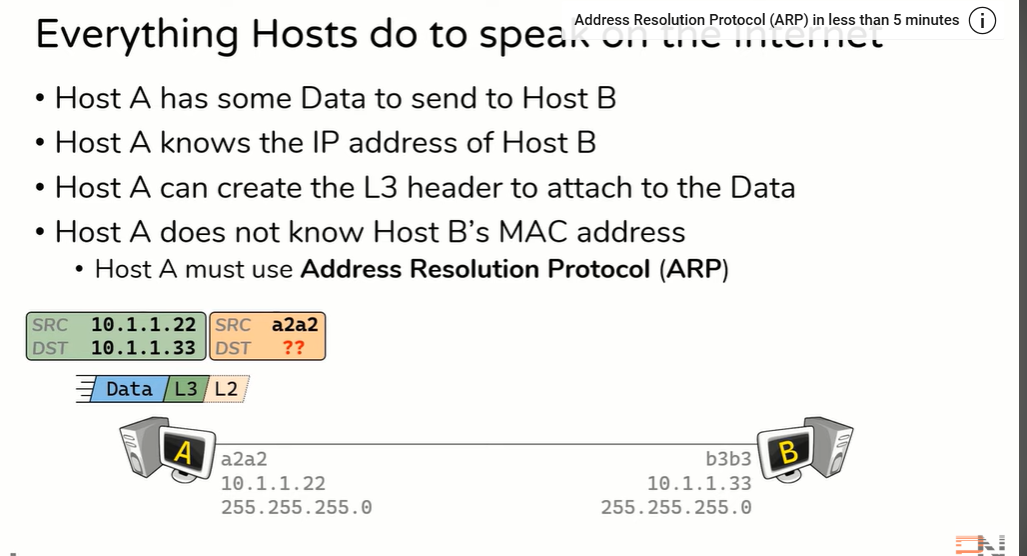 Everything Hosts do to speak on the Internet
Address Resolution Protocol (ARP) in less than 5 minutes
i
• Host A has some Data to send to Host B
• Host A knows the IP address of Host B
• Host A can create the L3 header to attach to the Data
• Host A does not know Host B's MAC address
• Host A must use Address Resolution Protocol (ARP)
SRC 10.1.1.22 SRC a2a2
DST 10.1.1.33 DST ??
Data L3 L2
A B
a2a2 b3b3
10.1.1.22 10.1.1.33
255.255.255.0 255.255.255.0